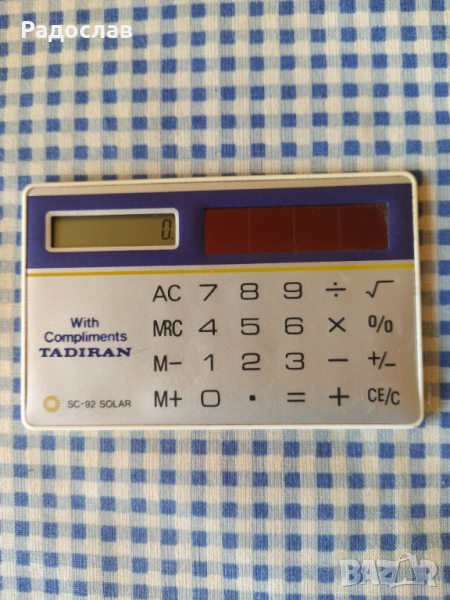 Радослав
0.
AC 7 8 9 ÷ √
MRC 4 5 6 × %
M− 1 2 3 − +/−
M+ 0 · = + CE/C
With
Compliments
TADIRAN
SC-92 SOLAR
BAZAR